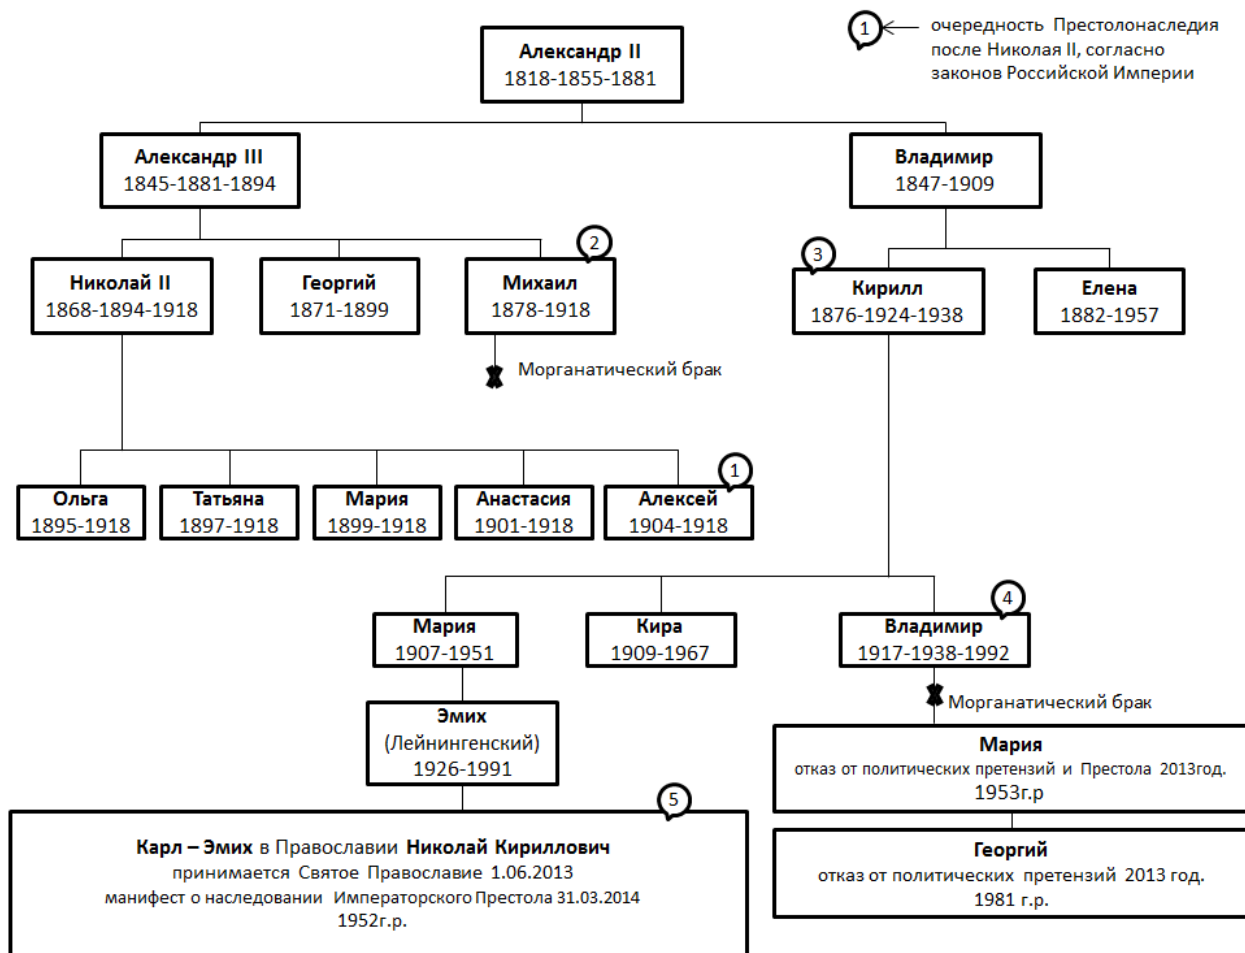 1
очередность Престолонаследия
после Николая II, согласно
законов Российской Империи
Александр II
1818-1855-1881
Александр III
1845-1881-1894
Владимир
1847-1909
2
3
Николай II
1868-1894-1918
Георгий
1871-1899
Михаил
1878-1918
Кирилл
1876-1924-1938
Елена
1882-1957
Морганатический брак
1
Ольга
1895-1918
Татьяна
1897-1918
Мария
1899-1918
Анастасия
1901-1918
Алексей
1904-1918
4
Мария
1907-1951
Кира
1909-1967
Владимир
1917-1938-1992
Морганатический брак
Эмих
(Лейнингенский)
1926-1991
Мария
отказ от политических претензий и Престола 2013год.
1953г.р
5
Карл – Эмих в Православии Николай Кириллович
принимается Святое Православие 1.06.2013
манифест о наследовании Императорского Престола 31.03.2014
1952г.р.
Георгий
отказ от политических претензий 2013 год.
1981 г.р.